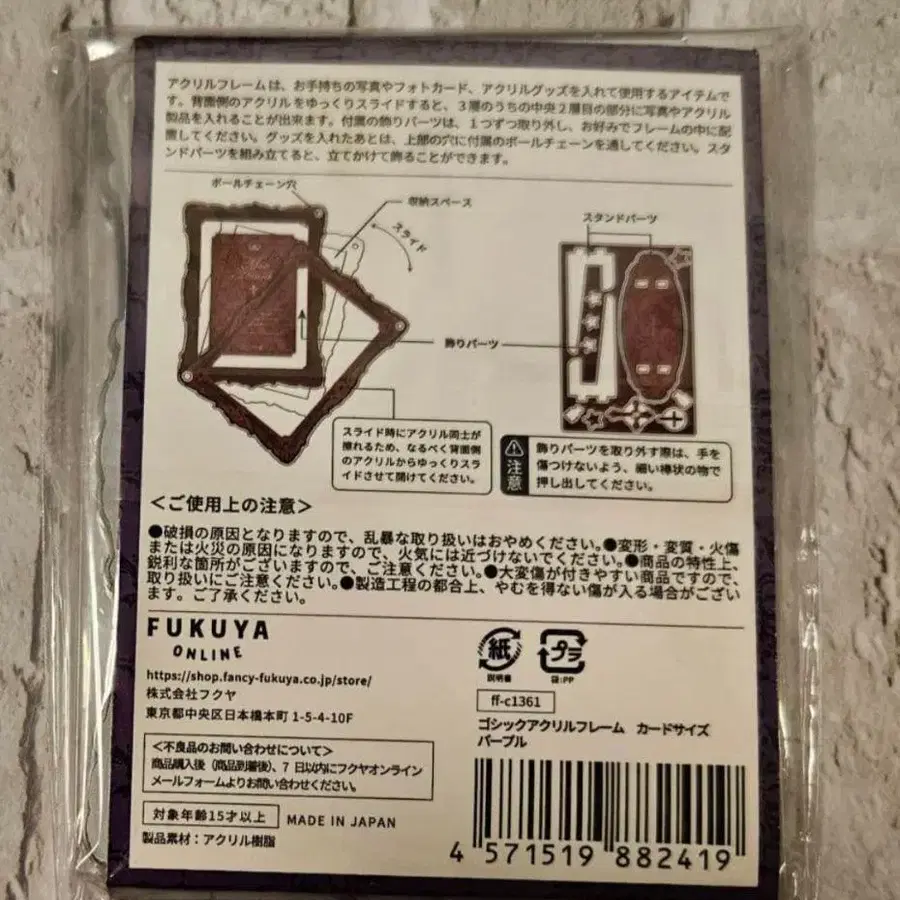 アクリルフレームは、お手持ちの写真やフォトカード、アクリルグッズを入れて使用するアイテムで
す。背面側のアクリルをゆっくりスライドすると、3層のうちの中央2層目の部分に写真やアクリル
製品を入れることが出来ます。付属の飾りパーツは、1つずつ取り外し、お好みでフレームの中に配
置してください。グッズを入れたあとは、上部の穴に付属のボールチェーンを通してください。スタ
ンドパーツを組み立てると、立てかけて飾ることができます。
ボールチェーン穴
収納スペース
スライド
スタンドパーツ
飾りパーツ
スライド時にアクリル同士が
擦れるため、なるべく背面側
のアクリルからゆっくりスラ
イドさせて開けてください。
注意
飾りパーツを取り外す際は、手を
傷つけないよう、細い棒状の物で
押し出してください。
<ご使用上の注意>
●破損の原因となりますので、乱暴な取り扱いはおやめください。●変形・変質・火傷
または火災の原因になりますので、火気には近づけないでください。●商品の特性上、
鋭利な箇所がございますので、ご注意ください。●大変傷が付きやすい商品ですので、
取り扱いにご注意ください。●製造工程の都合上、やむを得ない傷が入る場合がござい
ます。ご了承ください。
FUKUYA
ONLINE
https://shop.fancy-fukuya.co.jp/store/
株式会社フクヤ
東京都中央区日本橋本町 1-5-4-10F
紙
説明書
プラ
袋:PP
ff-c1361
ゴシックアクリルフレーム カードサイズ
パープル
<不良品のお問い合わせについて>
商品購入後(商品到着後)、7日以内にフクヤオンライン
メールフォームよりお問い合わせください。
対象年齢15才以上
MADE IN JAPAN
製品素材:アクリル樹脂
4 571519 882419